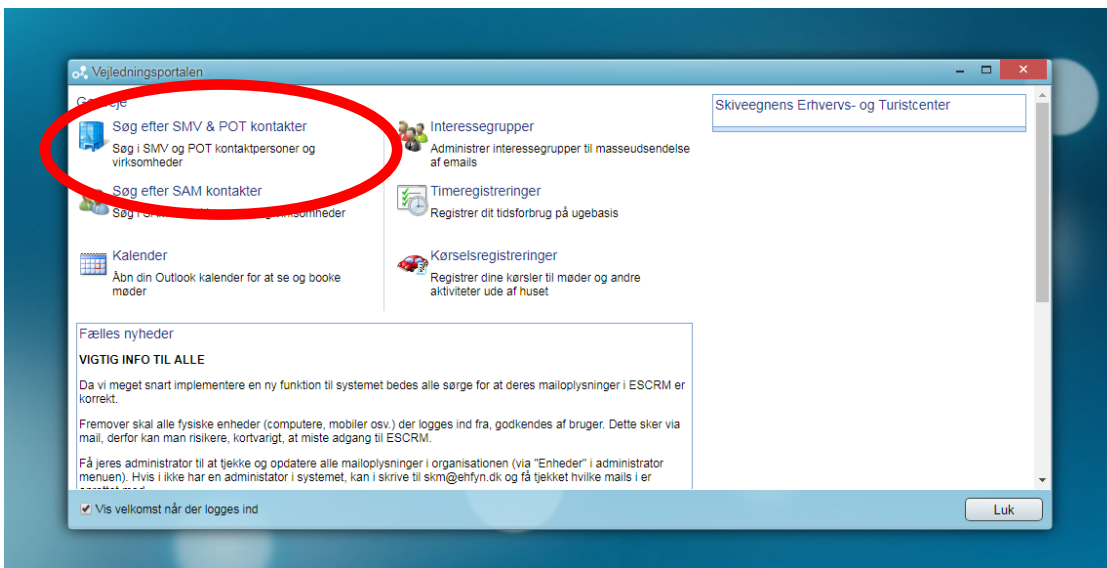 Vejledningsportalen
Søg efter SMV & POT kontakter
Søg i SMV og POT kontaktpersoner og
virksomheder
Søg efter SAM kontakter
Søg i
Kalender
Åbn din Outlook kalender for at se og booke
møder
Interessegrupper
Administrer interessegrupper til masseudsendelse
af emails
Timeregistreringer
Registrer dit tidsforbrug på ugebasis
Kørselsregistreringer
Registrer dine kørsler til møder og andre
aktiviteter ude af huset
Skiveegnens Erhvervs- og Turistcenter
Fælles nyheder
VIGTIG INFO TIL ALLE
Da vi meget snart implementere en ny funktion til systemet bedes alle sørge for at deres mailoplysninger i ESCRM er
korrekt.
Fremover skal alle fysiske enheder (computere, mobiler osv.) der logges ind fra, godkendes af bruger. Dette sker via
mail, derfor kan man risikere, kortvarigt, at miste adgang til ESCRM.
Få jeres administrator til at tjekke og opdatere alle mailoplysninger i organisationen (via "Enheder" i administrator
menuen). Hvis i ikke har en administator i systemet, kan i skrive til skm@ehfyn.dk og få tjekket hvilke mails i er
Vis velkomst når der logges ind
Luk